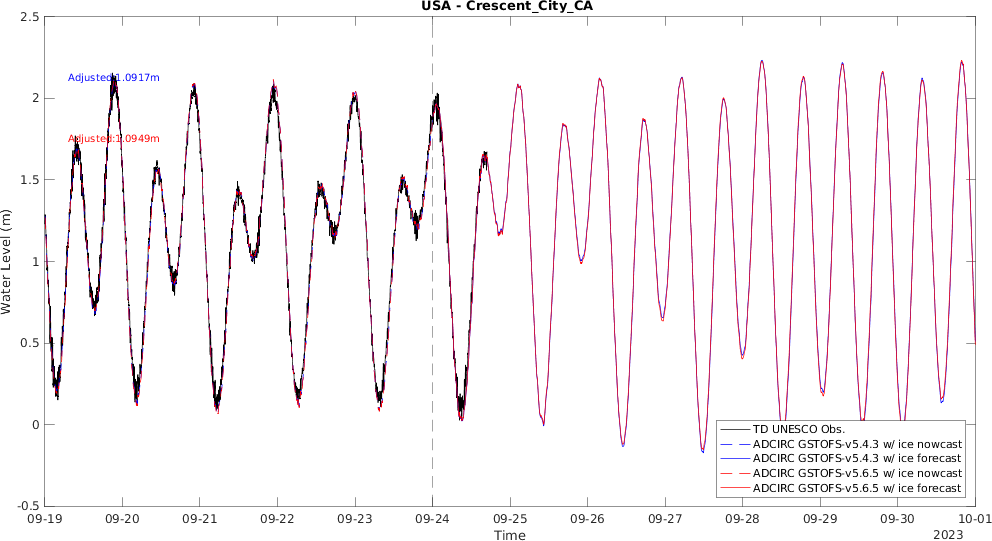 USA - Crescent_City_CA
2.5
2
1.5
1
0.5
0
-0.5
Water Level (m)
Adjusted:1.0917m
Adjusted:1.0949m
TD UNESCO Obs.
ADCIRC GSTOFS-v5.4.3 w/ ice nowcast
ADCIRC GSTOFS-v5.4.3 w/ ice forecast
ADCIRC GSTOFS-v5.6.5 w/ ice nowcast
ADCIRC GSTOFS-v5.6.5 w/ ice forecast
09-19 09-20 09-21 09-22 09-23 09-24 09-25 09-26 09-27 09-28 09-29 09-30 10-01
Time
2023